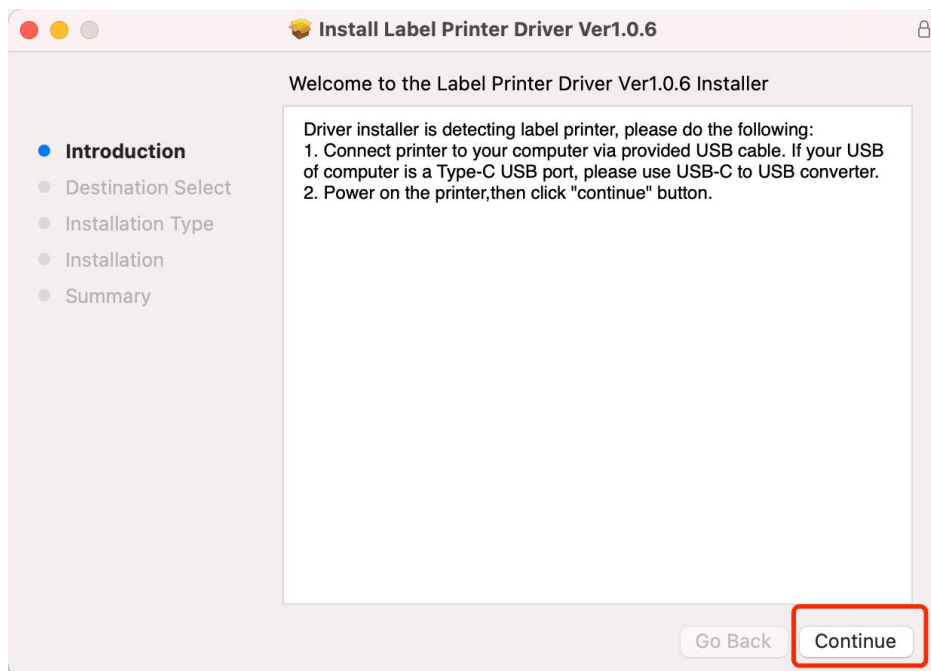 Install Label Printer Driver Ver1.0.6
Welcome to the Label Printer Driver Ver1.0.6 Installer
Introduction
Destination Select
Installation Type
Installation
Summary
Driver installer is detecting label printer, please do the following:
1. Connect printer to your computer via provided USB cable. If your USB
of computer is a Type-C USB port, please use USB-C to USB converter.
2. Power on the printer,then click "continue" button.
Go Back
Continue